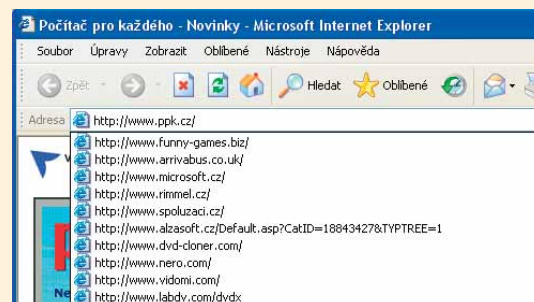 Počítač pro každého - Novinky - Microsoft Internet Explorer
Soubor Úpravy Zobrazit Oblíbené Nástroje Nápověda
Zpět Hledat Oblíbené
Adresa http://www.ppk.cz/
http://www.funny-games.biz/
http://www.arrivabus.co.uk/
http://www.microsoft.cz/
http://www.rimmel.cz/
http://www.spoluzaci.cz/
http://www.alzasoft.cz/Default.asp?CatID=18843427&TYPTREE=1
http://www.dvd-cloner.com/
http://www.nero.com/
http://www.vidomi.com/
http://www.labdv.com/dvdx